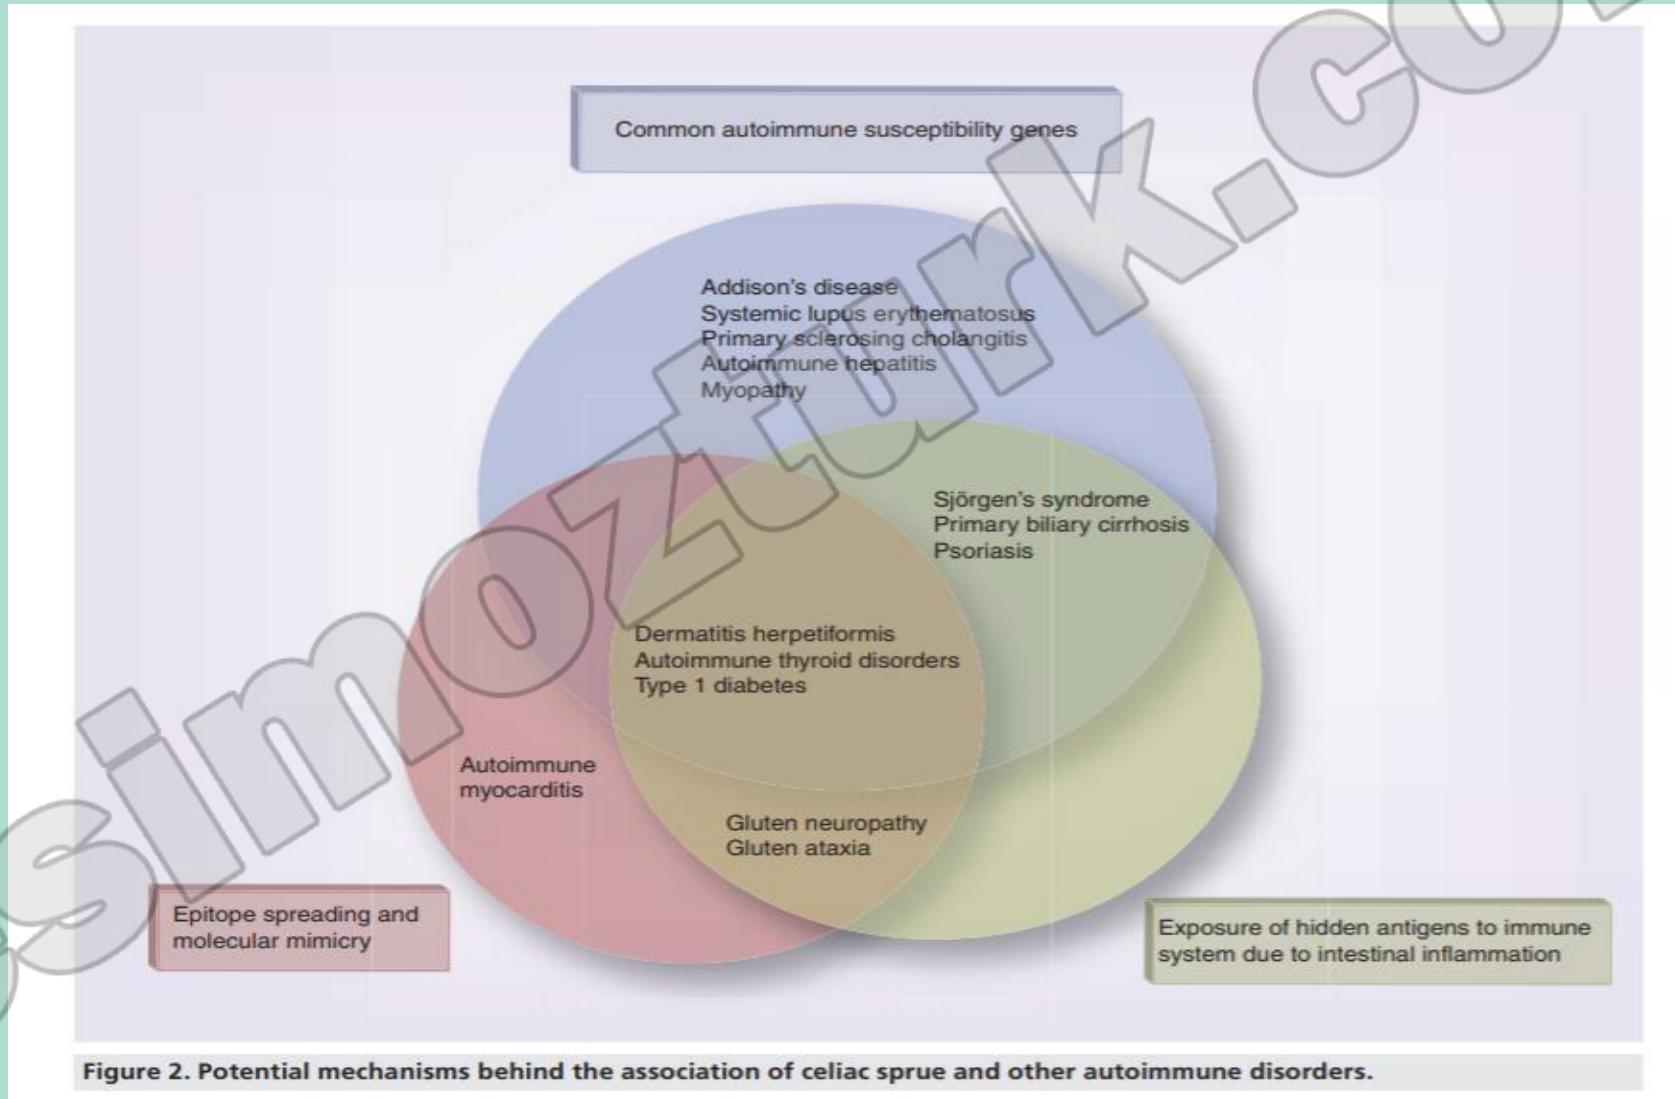 Common autoimmune susceptibility genes
Addison's disease
Systemic lupus erythematosus
Primary sclerosing cholangitis
Autoimmune hepatitis
Myopathy
Sjörgen's syndrome
Primary biliary cirrhosis
Psoriasis
Dermatitis herpetiformis
Autoimmune thyroid disorders
Type 1 diabetes
Autoimmune
myocarditis
Gluten neuropathy
Gluten ataxia
Epitope spreading and
molecular mimicry
Exposure of hidden antigens to immune
system due to intestinal inflammation
Figure 2. Potential mechanisms behind the association of celiac sprue and other autoimmune disorders.
simozturk.co